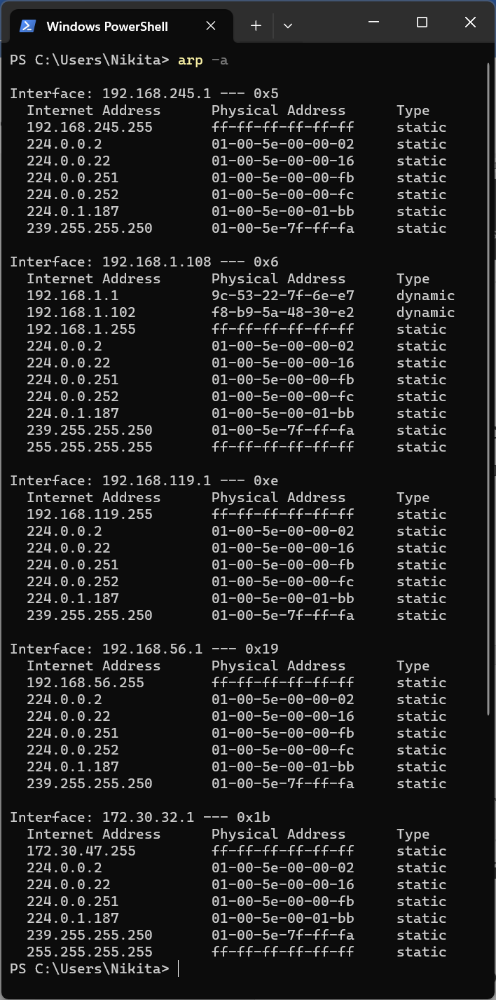 Windows PowerShell
PS C:\Users\Nikita> arp -a
Interface: 192.168.245.1 --- 0x5
Internet Address Physical Address Type
192.168.245.255 ff-ff-ff-ff-ff-ff static
224.0.0.2 01-00-5e-00-00-02 static
224.0.0.22 01-00-5e-00-00-16 static
224.0.0.251 01-00-5e-00-00-fb static
224.0.0.252 01-00-5e-00-00-fc static
224.0.1.187 01-00-5e-00-01-bb static
239.255.255.250 01-00-5e-7f-ff-fa static
Interface: 192.168.1.108 --- 0x6
Internet Address Physical Address Type
192.168.1.1 9c-53-22-7f-6e-e7 dynamic
192.168.1.102 f8-b9-5a-48-30-e2 dynamic
192.168.1.255 ff-ff-ff-ff-ff-ff static
224.0.0.2 01-00-5e-00-00-02 static
224.0.0.22 01-00-5e-00-00-16 static
224.0.0.251 01-00-5e-00-00-fb static
224.0.0.252 01-00-5e-00-00-fc static
224.0.1.187 01-00-5e-00-01-bb static
239.255.255.250 01-00-5e-7f-ff-fa static
255.255.255.255 ff-ff-ff-ff-ff-ff static
Interface: 192.168.119.1 --- 0xe
Internet Address Physical Address Type
192.168.119.255 ff-ff-ff-ff-ff-ff static
224.0.0.2 01-00-5e-00-00-02 static
224.0.0.22 01-00-5e-00-00-16 static
224.0.0.251 01-00-5e-00-00-fb static
224.0.0.252 01-00-5e-00-00-fc static
224.0.1.187 01-00-5e-00-01-bb static
239.255.255.250 01-00-5e-7f-ff-fa static
Interface: 192.168.56.1 --- 0x19
Internet Address Physical Address Type
192.168.56.255 ff-ff-ff-ff-ff-ff static
224.0.0.2 01-00-5e-00-00-02 static
224.0.0.22 01-00-5e-00-00-16 static
224.0.0.251 01-00-5e-00-00-fb static
224.0.0.252 01-00-5e-00-00-fc static
224.0.1.187 01-00-5e-00-01-bb static
239.255.255.250 01-00-5e-7f-ff-fa static
Interface: 172.30.32.1 --- 0x1b
Internet Address Physical Address Type
172.30.47.255 ff-ff-ff-ff-ff-ff static
224.0.0.2 01-00-5e-00-00-02 static
224.0.0.22 01-00-5e-00-00-16 static
224.0.0.251 01-00-5e-00-00-fb static
224.0.1.187 01-00-5e-00-01-bb static
239.255.255.250 01-00-5e-7f-ff-fa static
255.255.255.255 ff-ff-ff-ff-ff-ff static
PS C:\Users\Nikita>